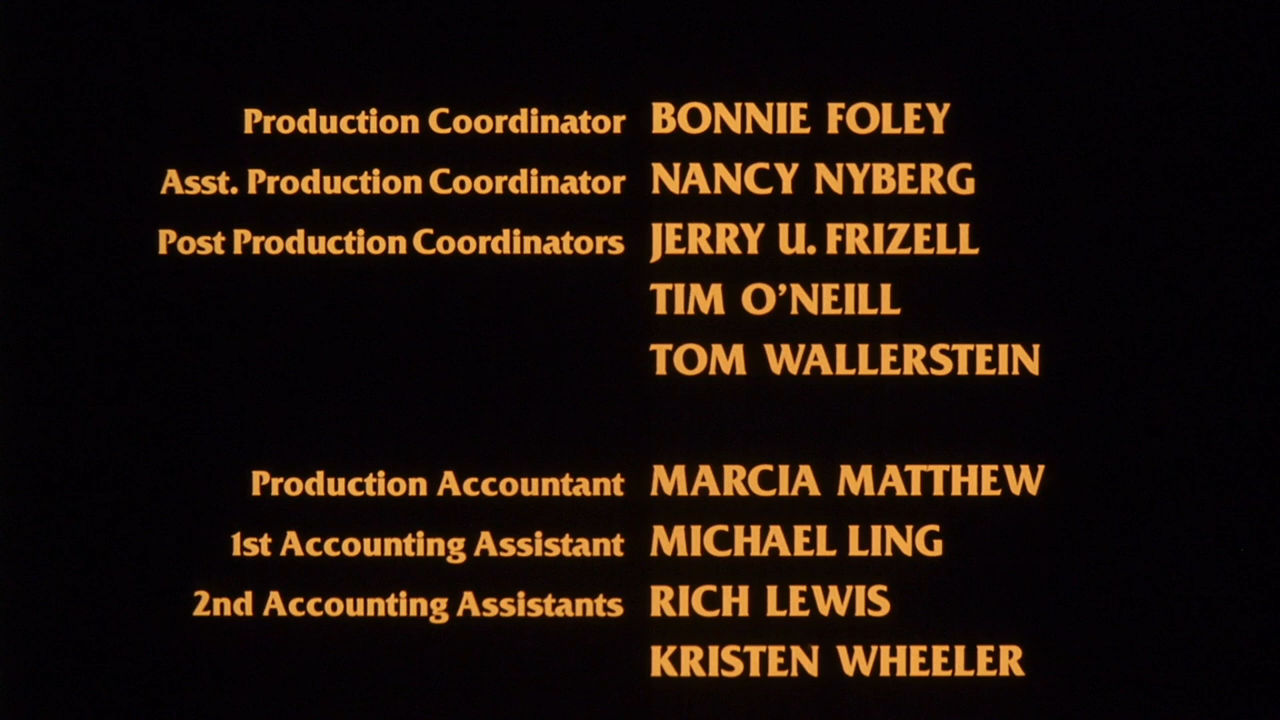 Production Coordinator BONNIE FOLEY
Asst. Production Coordinator NANCY NYBERG
Post Production Coordinators JERRY U. FRIZELL
TIM O'NEILL
TOM WALLERSTEIN
Production Accountant MARCIA MATTHEW
1st Accounting Assistant MICHAEL LING
2nd Accounting Assistants RICH LEWIS
KRISTEN WHEELER